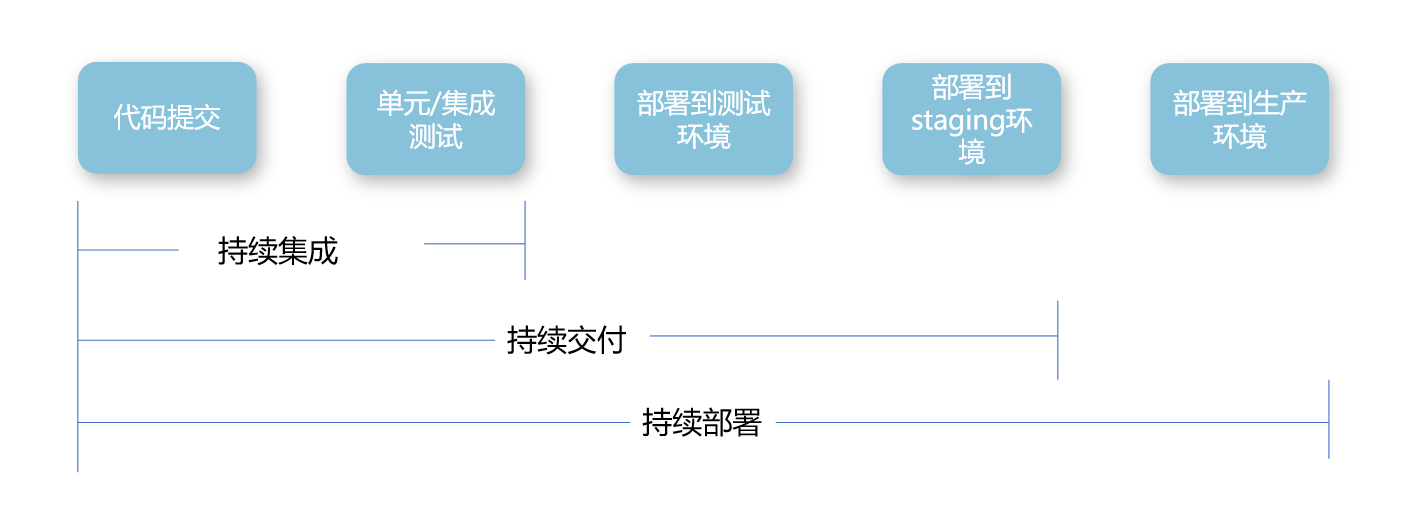 代码提交
单元/集成
测试
部署到测试
环境
部署到
staging环
境
部署到生产
环境
持续集成
持续交付
持续部署